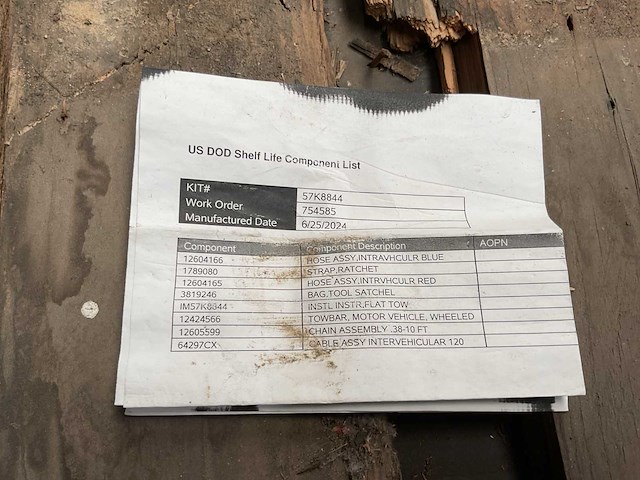 US DOD Shelf Life Component List
KIT# 57K8844
Work Order 754585
Manufactured Date 6/25/2024
Component Component Description AOPN
12604166 HOSE ASSY,INTRAVHCULR BLUE
1789080 STRAP,RATCHET
12604165 HOSE ASSY,INTRVHCULR RED
3819246 BAG,TOOL SATCHEL
IM57K8844 INSTL INSTR,FLAT TOW
12424566 TOWBAR, MOTOR VEHICLE, WHEELED
12605599 CHAIN ASSEMBLY .38-10 FT
64297CX CABLE ASSY INTERVEHICULAR 120